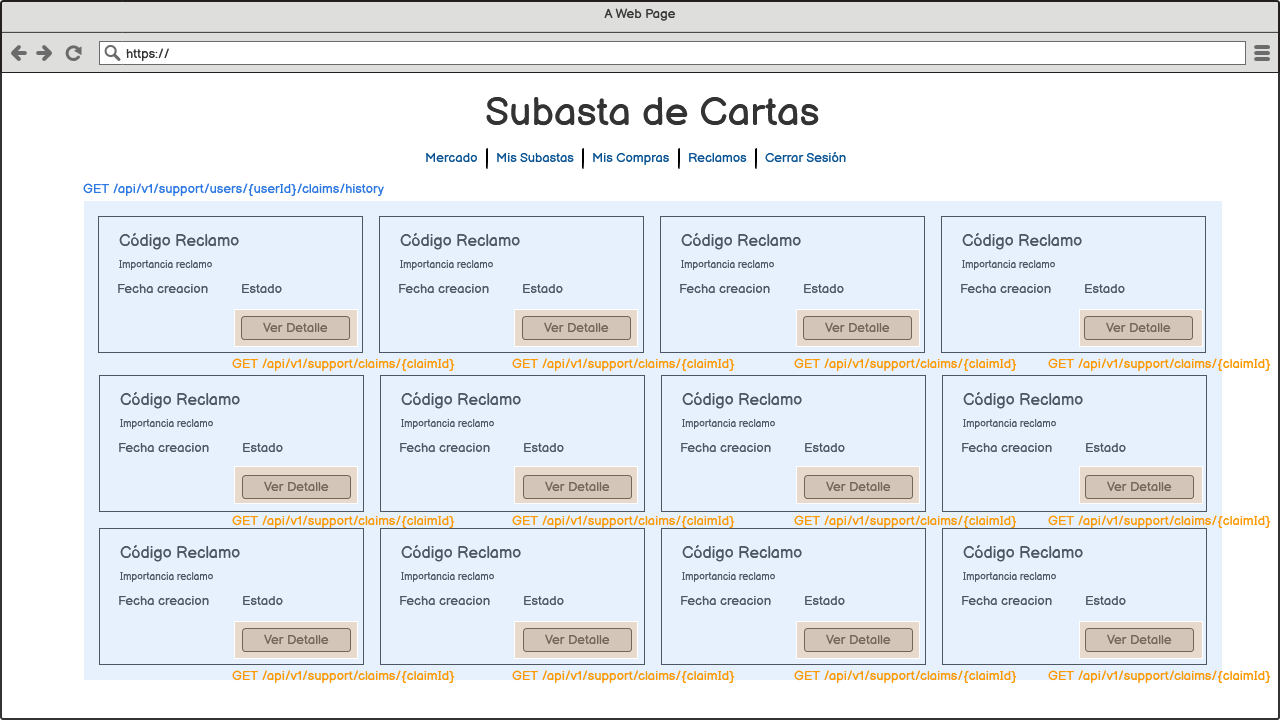 A Web Page
https://
Subasta de Cartas
Mercado | Mis Subastas | Mis Compras | Reclamos | Cerrar Sesión
GET /api/v1/support/users/{userId}/claims/history
Código Reclamo Código Reclamo Código Reclamo Código Reclamo
Importancia reclamo Importancia reclamo Importancia reclamo Importancia reclamo
Fecha creacion Estado Fecha creacion Estado Fecha creacion Estado Fecha creacion Estado
Ver Detalle Ver Detalle Ver Detalle Ver Detalle
GET /api/v1/support/claims/{claimId} GET /api/v1/support/claims/{claimId} GET /api/v1/support/claims/{claimId} GET /api/v1/support/claims/{claimId}
Código Reclamo Código Reclamo Código Reclamo Código Reclamo
Importancia reclamo Importancia reclamo Importancia reclamo Importancia reclamo
Fecha creacion Estado Fecha creacion Estado Fecha creacion Estado Fecha creacion Estado
Ver Detalle Ver Detalle Ver Detalle Ver Detalle
GET /api/v1/support/claims/{claimId} GET /api/v1/support/claims/{claimId} GET /api/v1/support/claims/{claimId} GET /api/v1/support/claims/{claimId}
Código Reclamo Código Reclamo Código Reclamo Código Reclamo
Importancia reclamo Importancia reclamo Importancia reclamo Importancia reclamo
Fecha creacion Estado Fecha creacion Estado Fecha creacion Estado Fecha creacion Estado
Ver Detalle Ver Detalle Ver Detalle Ver Detalle
GET /api/v1/support/claims/{claimId} GET /api/v1/support/claims/{claimId} GET /api/v1/support/claims/{claimId} GET /api/v1/support/claims/{claimId}